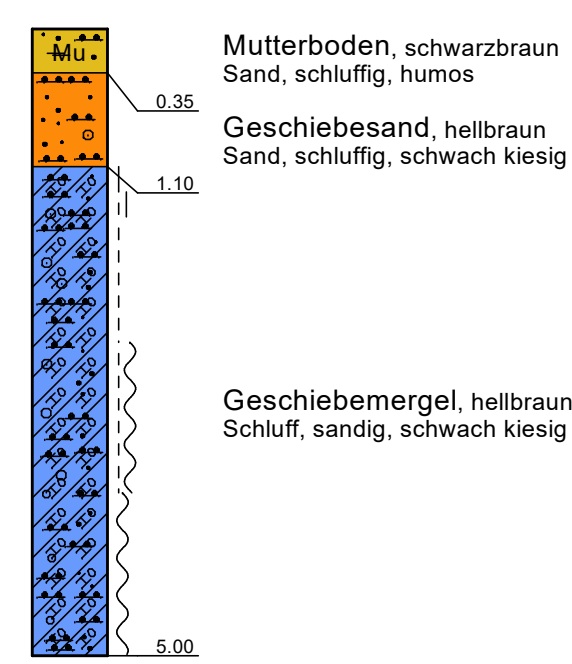 Mu
Mutterboden, schwarzbraun
Sand, schluffig, humos
0.35
Geschiebesand, hellbraun
Sand, schluffig, schwach kiesig
1.10
Geschiebemergel, hellbraun
Schluff, sandig, schwach kiesig
5.00